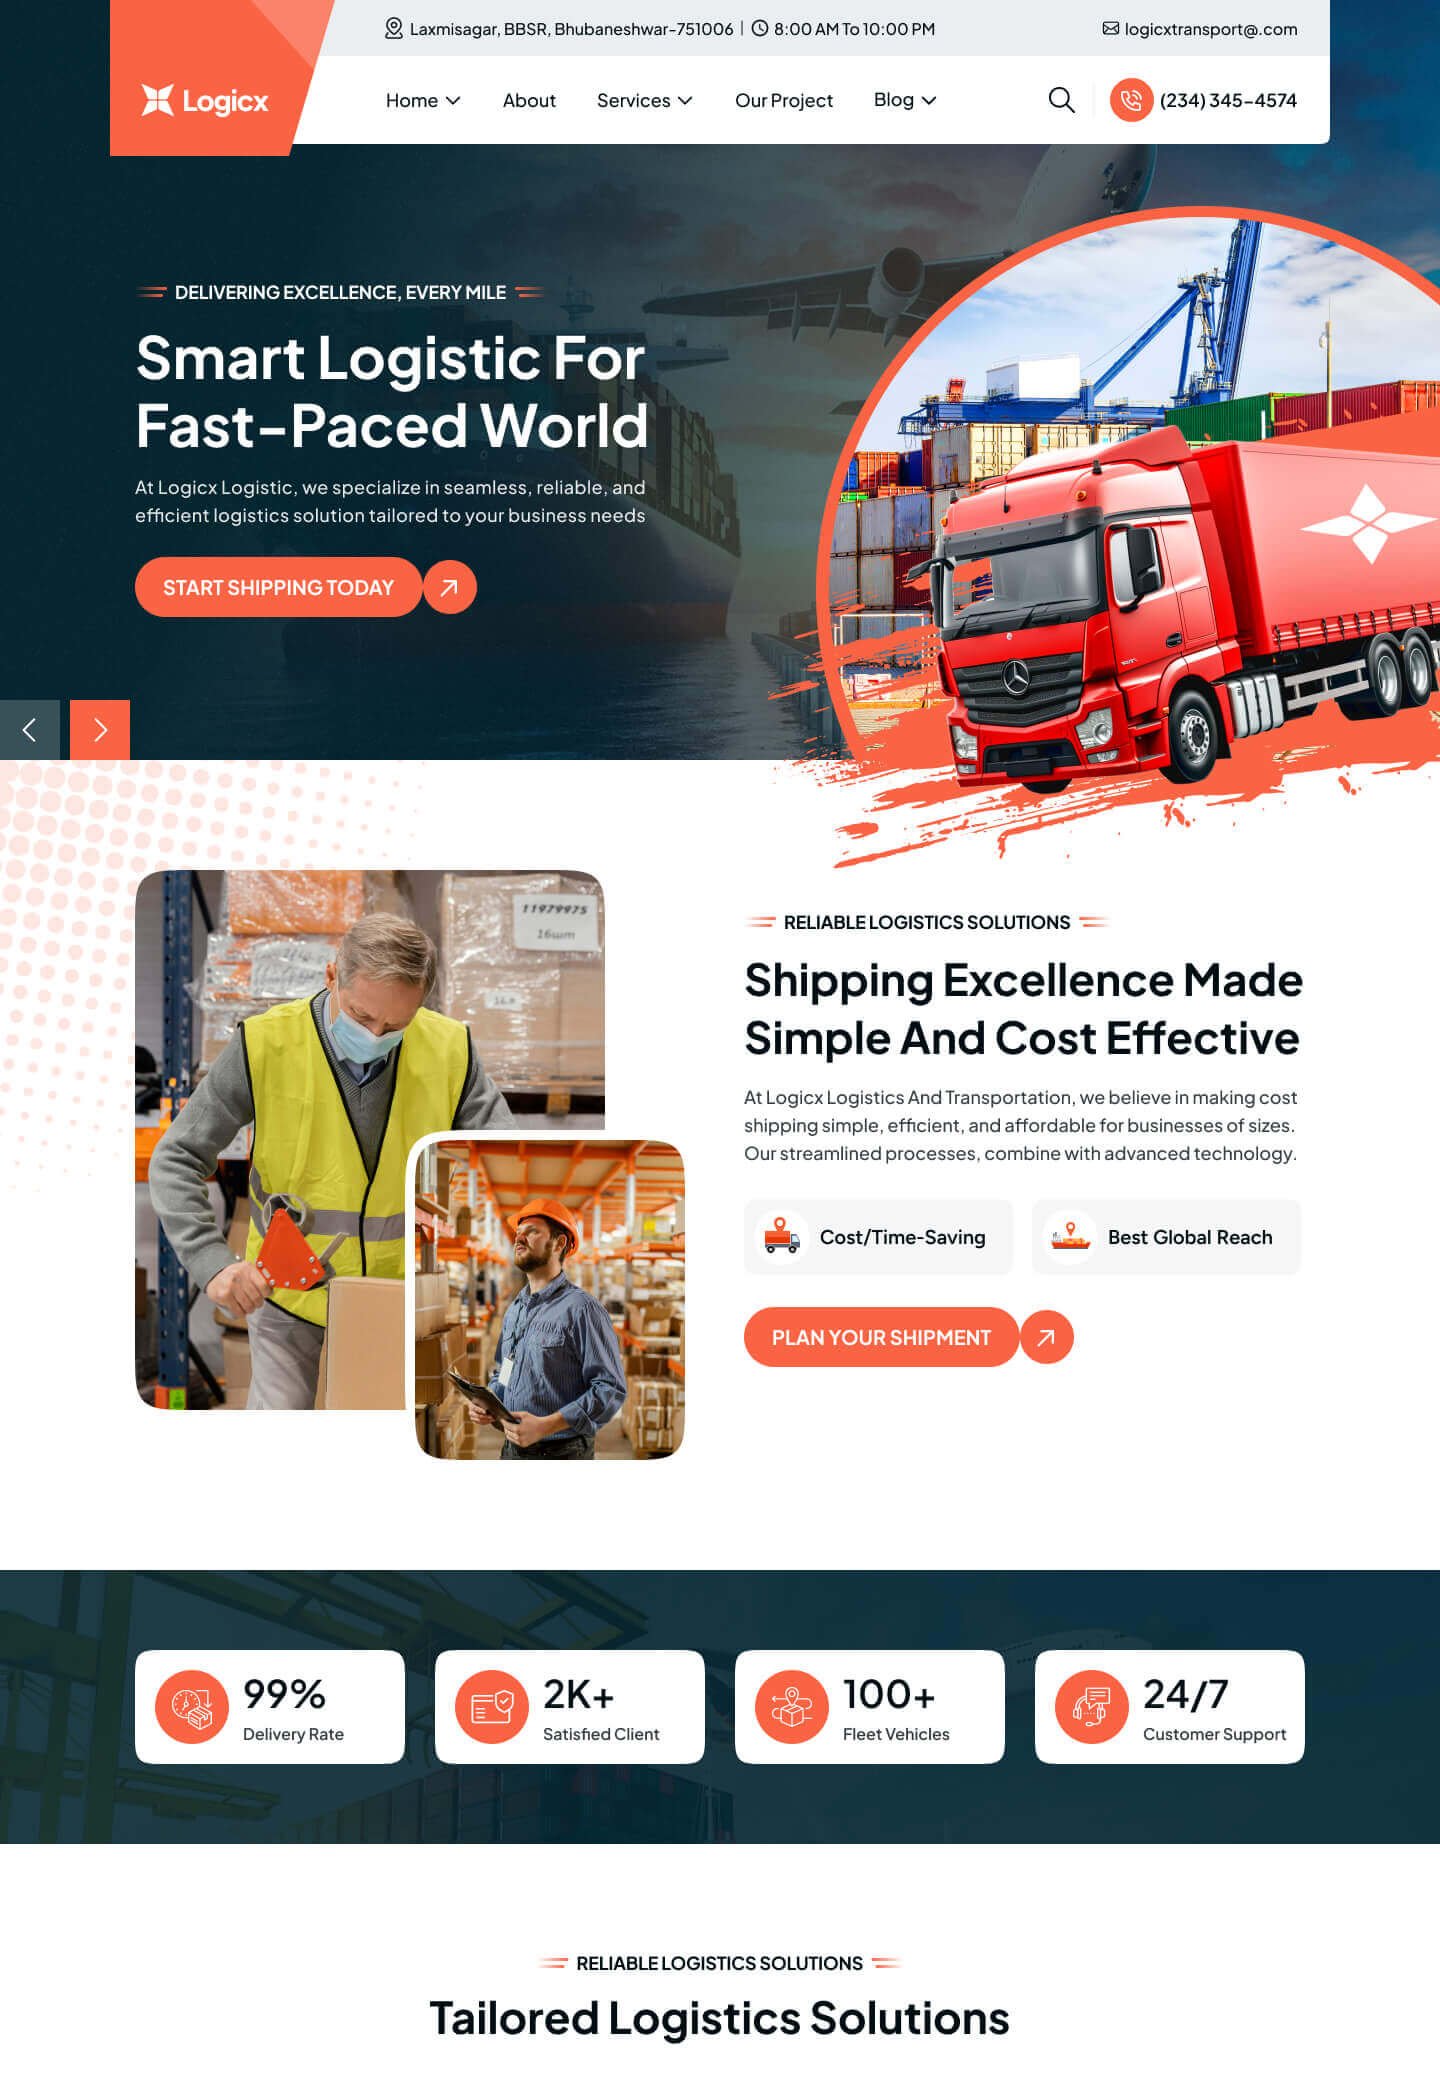 Laxmisagar, BBSR, Bhubaneshwar-751006 | 8:00 AM To 10:00 PM
logicxtransport@.com
Logicx
Home
About
Services
Our Project
Blog
(234) 345-4574
DELIVERING EXCELLENCE, EVERY MILE
Smart Logistic For
Fast-Paced World
At Logicx Logistic, we specialize in seamless, reliable, and
efficient logistics solution tailored to your business needs
START SHIPPING TODAY
11979975
16шт
RELIABLE LOGISTICS SOLUTIONS
Shipping Excellence Made
Simple And Cost Effective
At Logicx Logistics And Transportation, we believe in making cost
shipping simple, efficient, and affordable for businesses of sizes.
Our streamlined processes, combine with advanced technology.
Cost/Time-Saving
Best Global Reach
PLAN YOUR SHIPMENT
99%
Delivery Rate
2K+
Satisfied Client
100+
Fleet Vehicles
24/7
Customer Support
RELIABLE LOGISTICS SOLUTIONS
Tailored Logistics Solutions